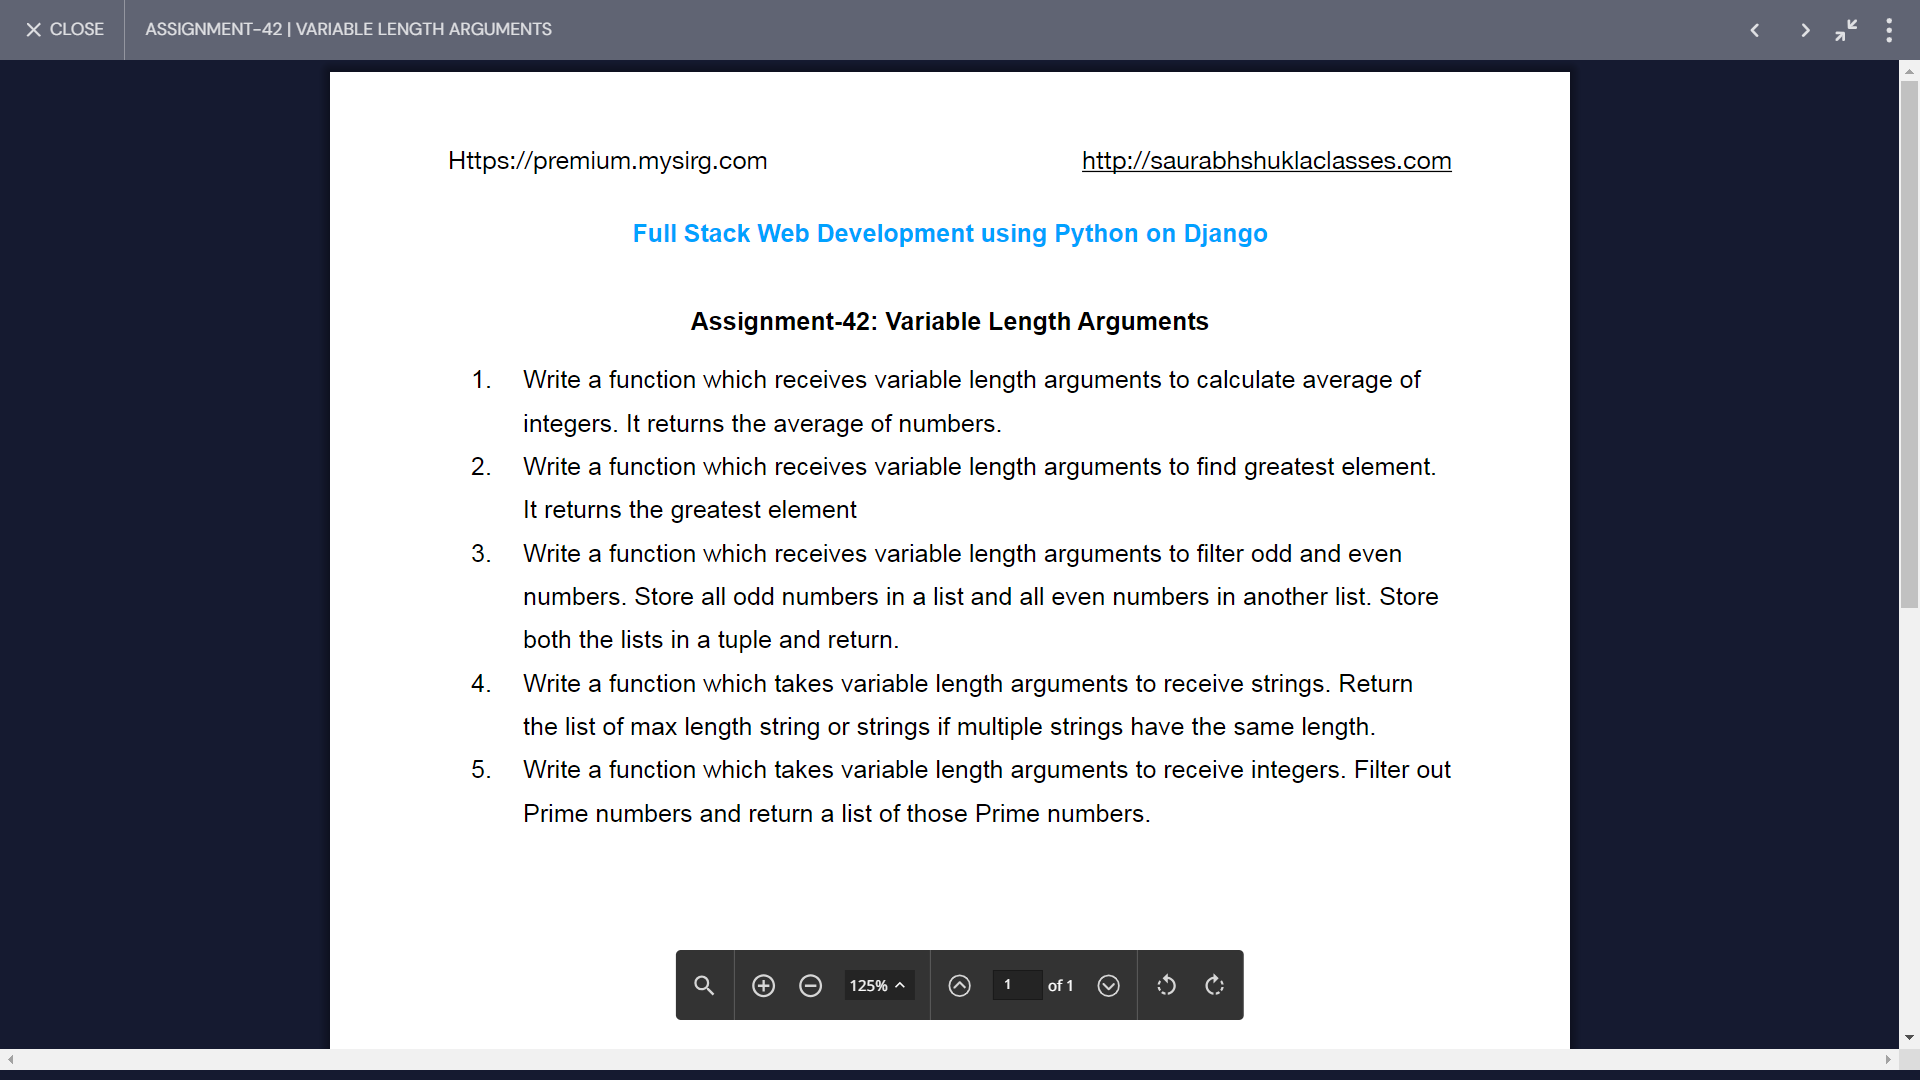 CLOSE
ASSIGNMENT-42 | VARIABLE LENGTH ARGUMENTS
Https://premium.mysirg.com
http://saurabhshuklaclasses.com
Full Stack Web Development using Python on Django
Assignment-42: Variable Length Arguments
1. Write a function which receives variable length arguments to calculate average of
integers. It returns the average of numbers.
2. Write a function which receives variable length arguments to find greatest element.
It returns the greatest element
3. Write a function which receives variable length arguments to filter odd and even
numbers. Store all odd numbers in a list and all even numbers in another list. Store
both the lists in a tuple and return.
4. Write a function which takes variable length arguments to receive strings. Return
the list of max length string or strings if multiple strings have the same length.
5. Write a function which takes variable length arguments to receive integers. Filter out
Prime numbers and return a list of those Prime numbers.
125%
1 of 1